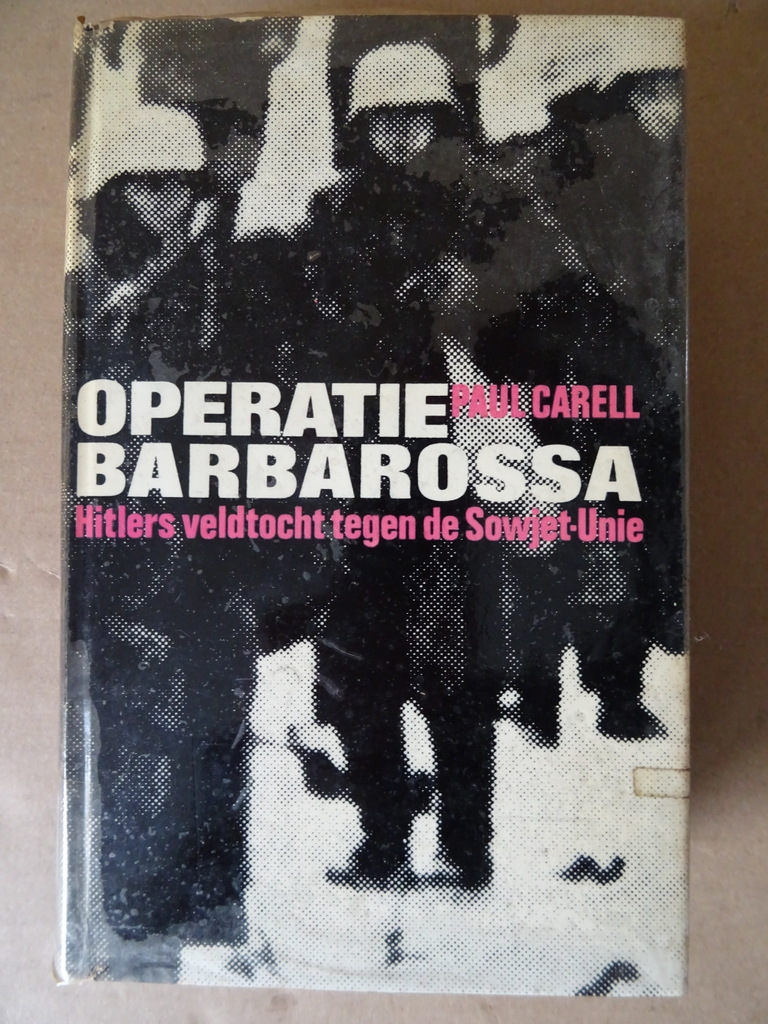 OPERATIE PAUL CARELL
BARBAROSSA
Hitlers veldtocht tegen de Sowjet-Unie